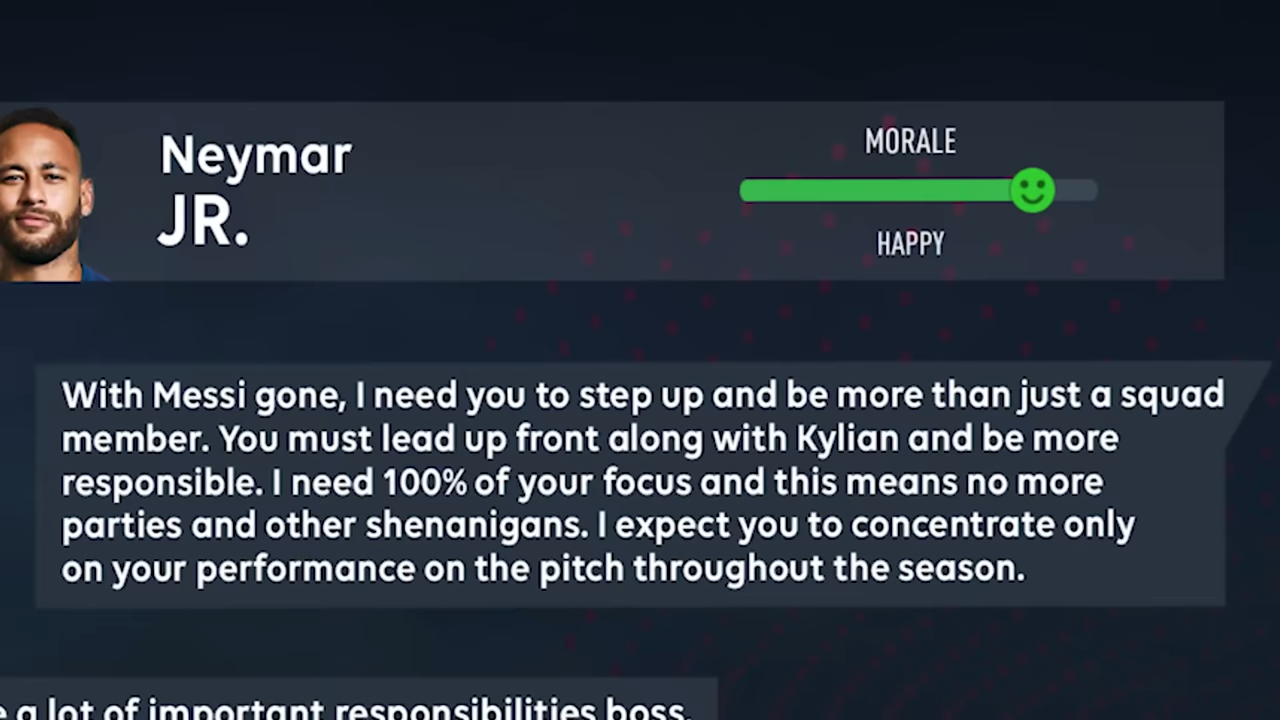 Neymar
JR.
MORALE
HAPPY
With Messi gone, I need you to step up and be more than just a squad
member. You must lead up front along with Kylian and be more
responsible. I need 100% of your focus and this means no more
parties and other shenanigans. I expect you to concentrate only
on your performance on the pitch throughout the season.
a lot of important responsibilities boss.